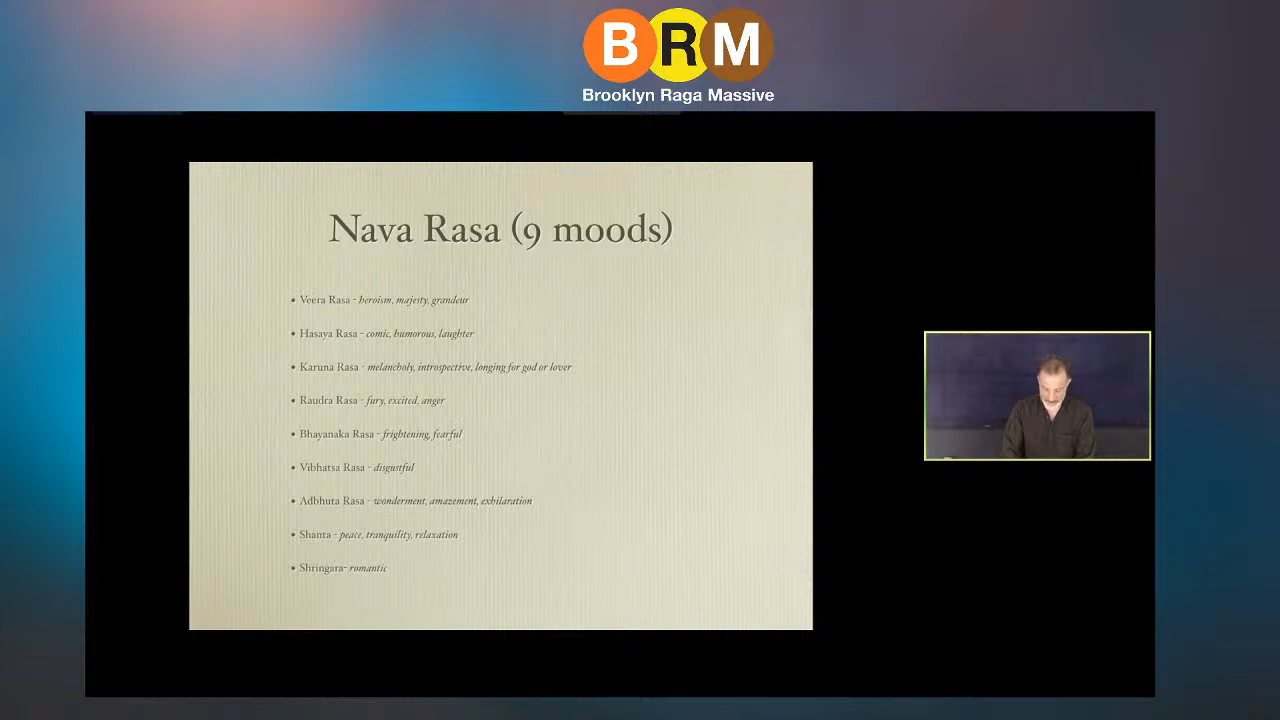 BRM
Brooklyn Raga Massive
Nava Rasa (9 moods)
• Veera Rasa - heroism, majesty, grandeur
• Hasaya Rasa - comic, humorous, laughter
• Karuna Rasa - melancholy, introspective, longing for god or lover
• Raudra Rasa - fury, excited, anger
• Bhayanaka Rasa - frightening, fearful
• Vibhatsa Rasa - disgustful
• Adbhuta Rasa - wonderment, amazement, exhilaration
• Shanta - peace, tranquility, relaxation
• Shringara- romantic